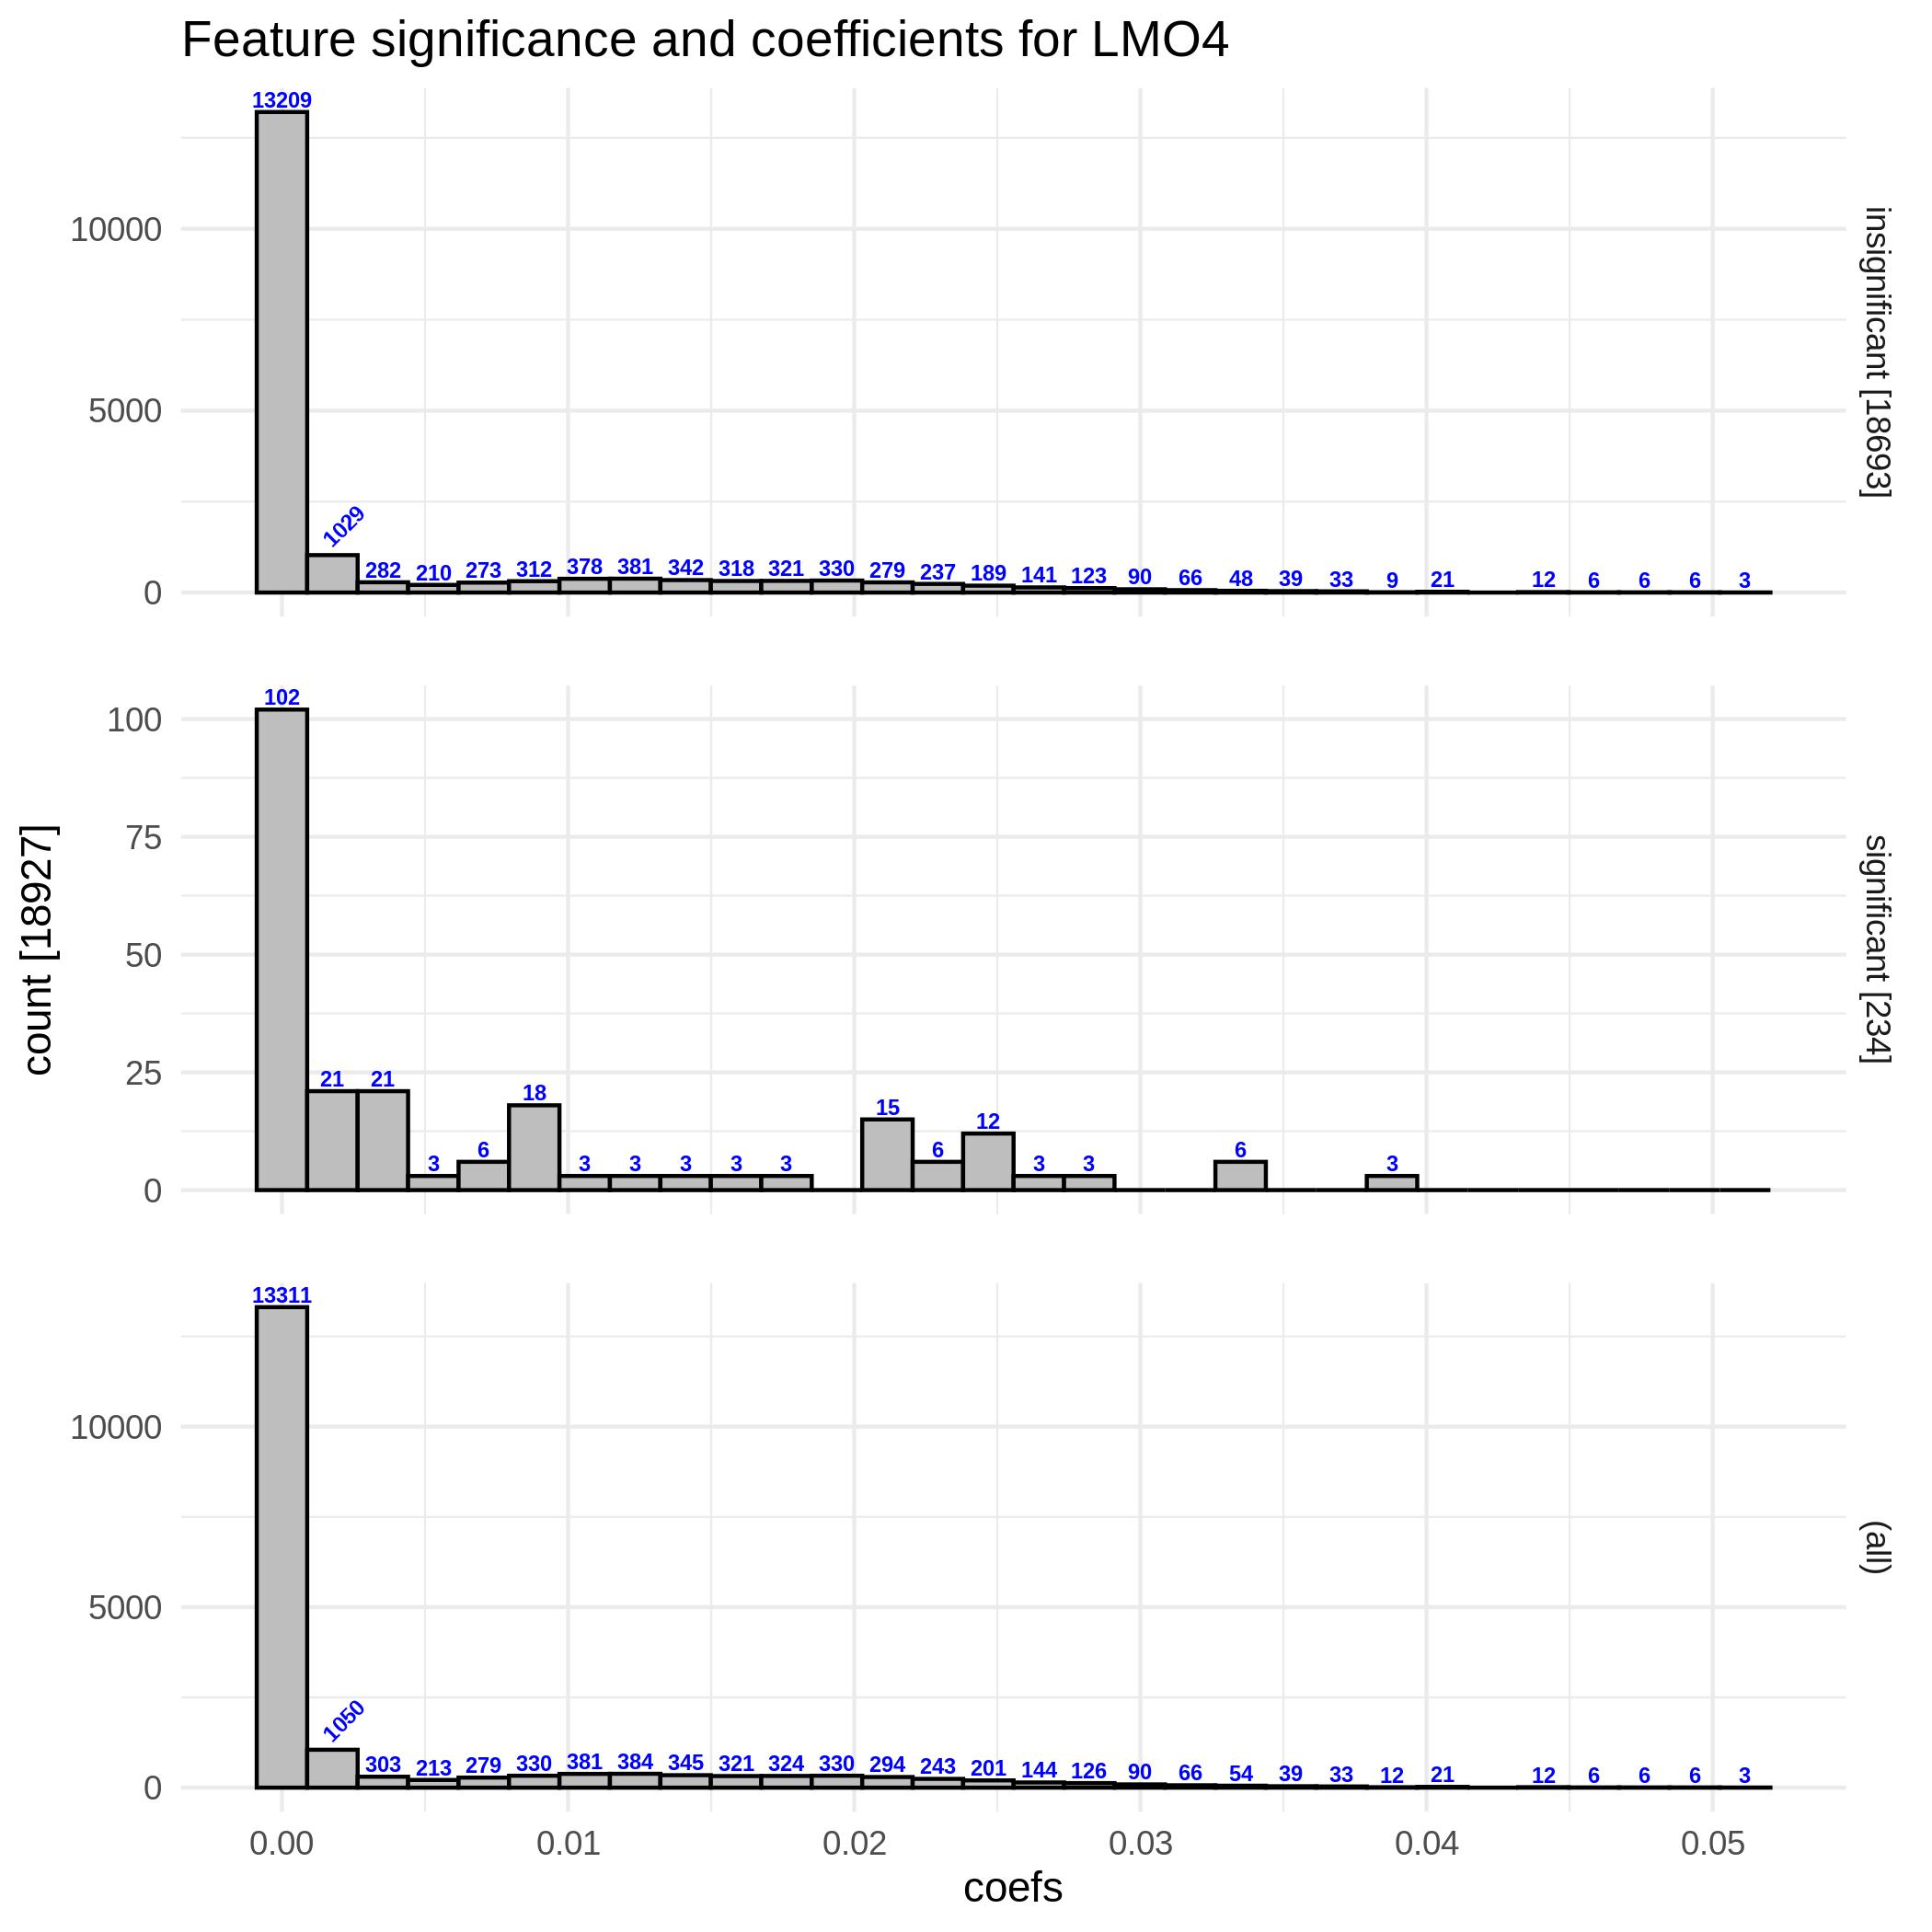 Feature significance and coefficients for LMO4
13209
10000
5000
0
1029
282 210 273 312 378 381 342 318 321 330 279 237 189 141 123 90 66 48 39 33 9 21 12 6 6 6 3
insignificant [18693]
count [18927]
102
100
75
50
25
0
21 21 3 6 18 3 3 3 3 3 15 6 12 3 3 6 3
significant [234]
13311
10000
5000
0
1050
303 213 279 330 381 384 345 321 324 330 294 243 201 144 126 90 66 54 39 33 12 21 12 6 6 6 3
(all)
0.00 0.01 0.02 0.03 0.04 0.05
coefs